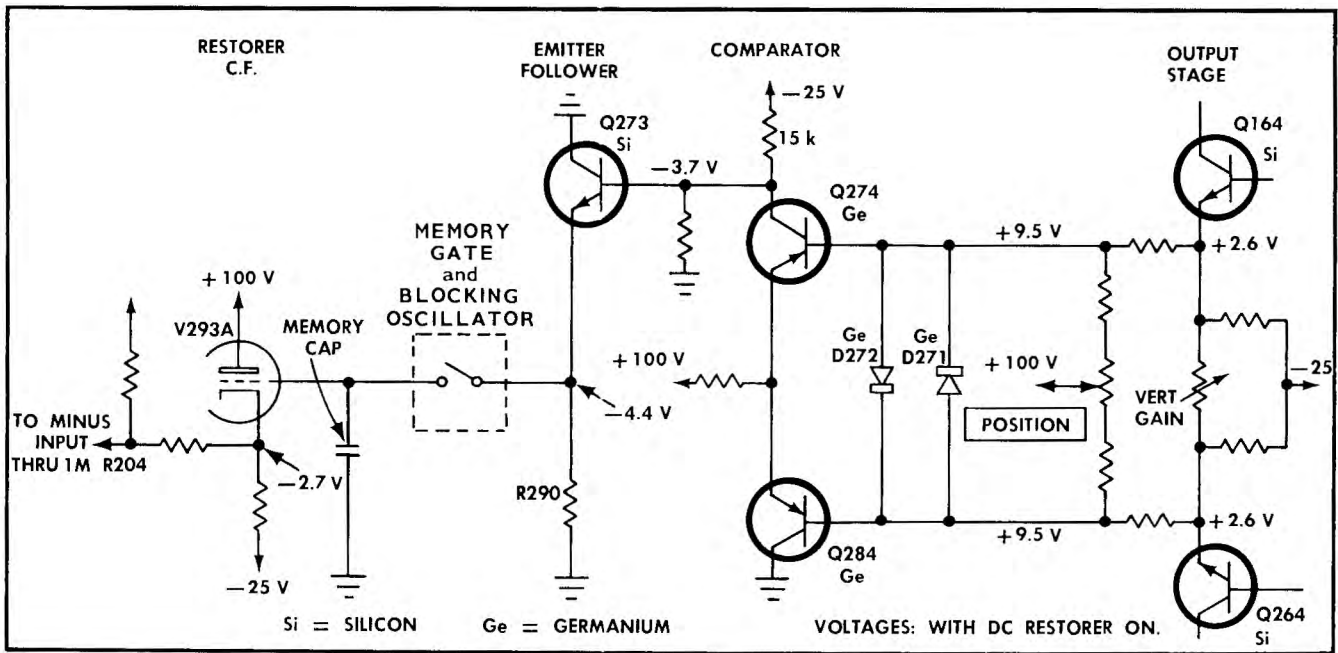 RESTORER
C.F.
EMITTER
FOLLOWER
COMPARATOR
OUTPUT
STAGE
−25 V
Q273
Si
15 k
Q164
Si
−3.7 V
Q274
Ge
MEMORY
GATE
and
BLOCKING
OSCILLATOR
+9.5 V
+2.6 V
+100 V
V293A
MEMORY
CAP
Ge
D272
Ge
D271
+100 V
+100 V
−25
POSITION
VERT
GAIN
−4.4 V
TO MINUS
INPUT
THRU 1M R204
−2.7 V
R290
+9.5 V
+2.6 V
Q284
Ge
−25 V
Q264
Si
Si = SILICON Ge = GERMANIUM VOLTAGES: WITH DC RESTORER ON.